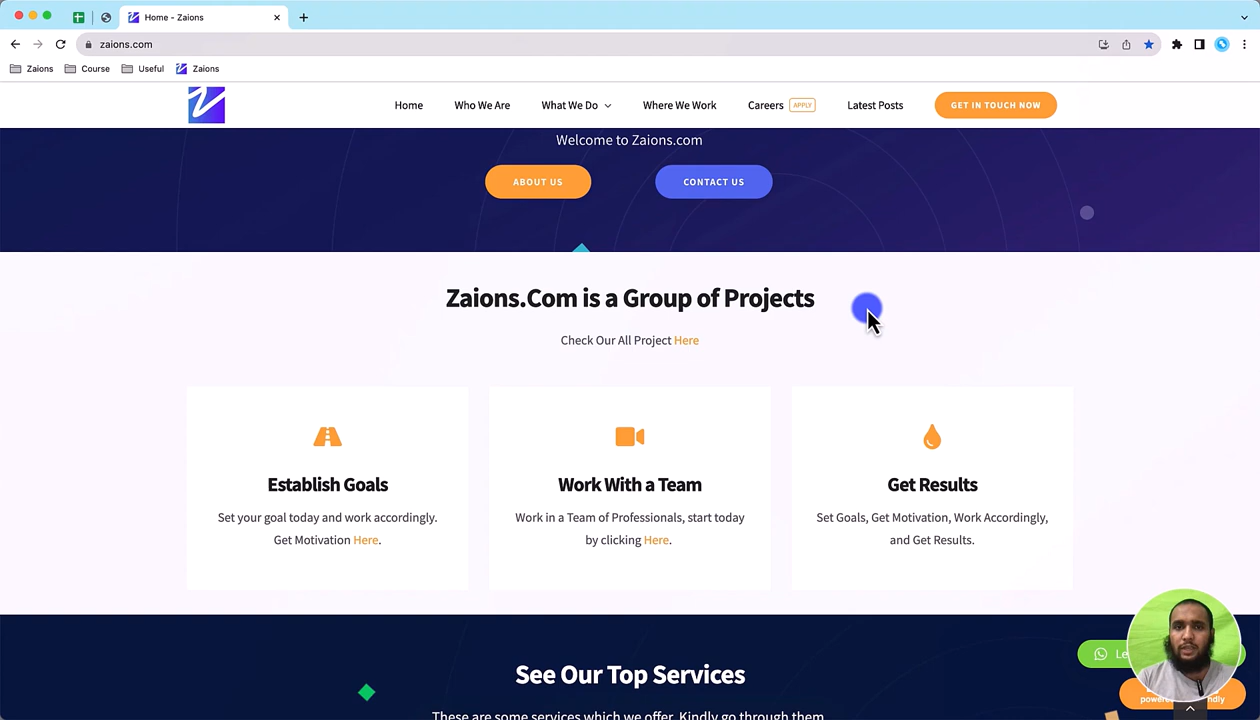 Home - Zaions
zaions.com
Zaions Course Useful Zaions
Home Who We Are What We Do Where We Work Careers APPLY Latest Posts GET IN TOUCH NOW
Welcome to Zaions.com
ABOUT US CONTACT US
Zaions.Com is a Group of Projects
Check Our All Project Here
Establish Goals
Set your goal today and work accordingly.
Get Motivation Here.
Work With a Team
Work in a Team of Professionals, start today
by clicking Here.
Get Results
Set Goals, Get Motivation, Work Accordingly,
and Get Results.
See Our Top Services
These are some services which we offer. Kindly go through them